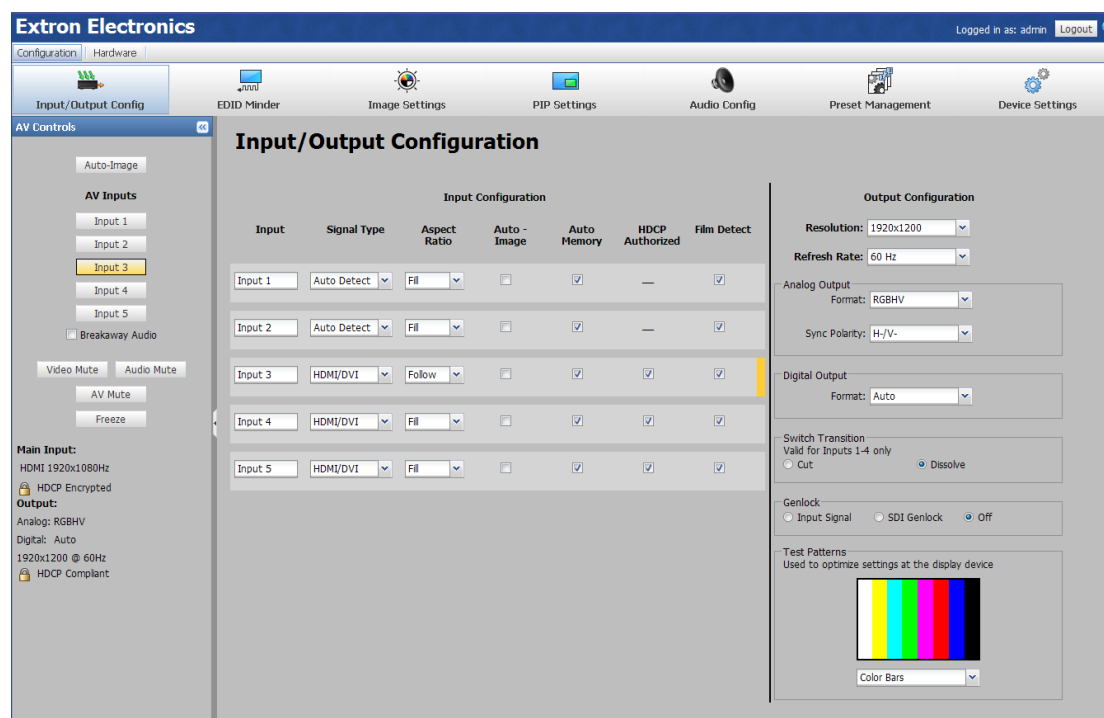 Extron Electronics
Logged in as: admin Logout
Configuration Hardware
Input/Output Config EDID Minder Image Settings PIP Settings Audio Config Preset Management Device Settings
AV Controls
Auto-Image
AV Inputs
Input 1
Input 2
Input 3
Input 4
Input 5
Breakaway Audio
Video Mute Audio Mute
AV Mute
Freeze
Main Input:
HDMI 1920x1080Hz
HDCP Encrypted
Output:
Analog: RGBHV
Digital: Auto
1920x1200 @ 60Hz
HDCP Compliant
Input/Output Configuration
Input Configuration
Input Signal Type Aspect Ratio Auto - Image Auto Memory HDCP Authorized Film Detect
Input 1 Auto Detect Fill —
Input 2 Auto Detect Fill —
Input 3 HDMI/DVI Follow
Input 4 HDMI/DVI Fill
Input 5 HDMI/DVI Fill
Output Configuration
Resolution: 1920x1200
Refresh Rate: 60 Hz
Analog Output
Format: RGBHV
Sync Polarity: H-/V-
Digital Output
Format: Auto
Switch Transition
Valid for Inputs 1-4 only
Cut Dissolve
Genlock
Input Signal SDI Genlock Off
Test Patterns
Used to optimize settings at the display device
Color Bars